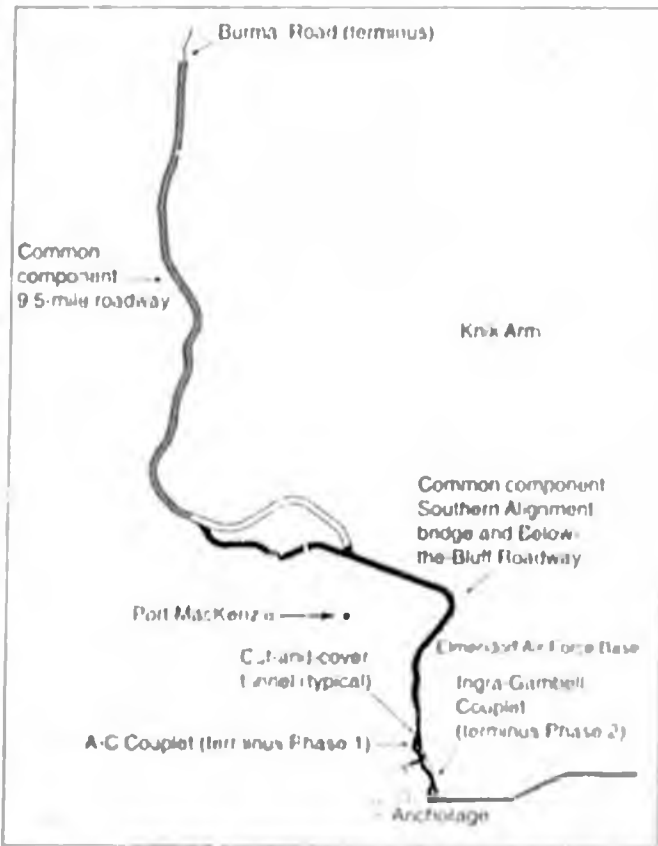 Burma Road (terminus)
Common
component
9.5-mile roadway
Knik Arm
Common component
Southern Alignment
bridge and Below-
the-Bluff Roadway
Port MacKenzie
Elmendorf Air Force Base
Cut-and-cover
tunnel (typical)
Ingra-Gambell
Couplet
(terminus Phase 2)
A-C Couplet (terminus Phase 1)
Anchorage